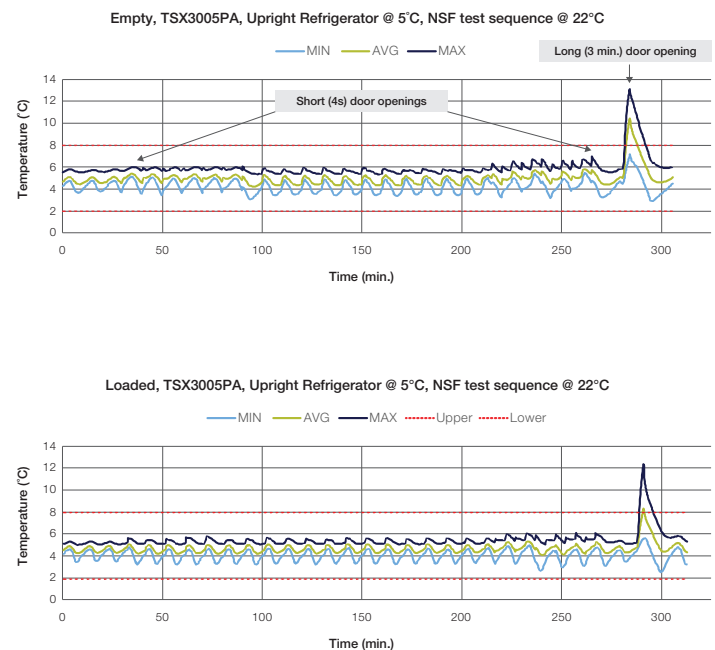 Empty, TSX3005PA, Upright Refrigerator @ 5°C, NSF test sequence @ 22°C
MIN AVG MAX
Long (3 min.) door opening
Short (4s) door openings
Temperature (°C)
14
12
10
8
6
4
2
0
0 50 100 150 200 250 300
Time (min.)
Loaded, TSX3005PA, Upright Refrigerator @ 5°C, NSF test sequence @ 22°C
MIN AVG MAX Upper Lower
Temperature (°C)
14
12
10
8
6
4
2
0
0 50 100 150 200 250 300
Time (min.)